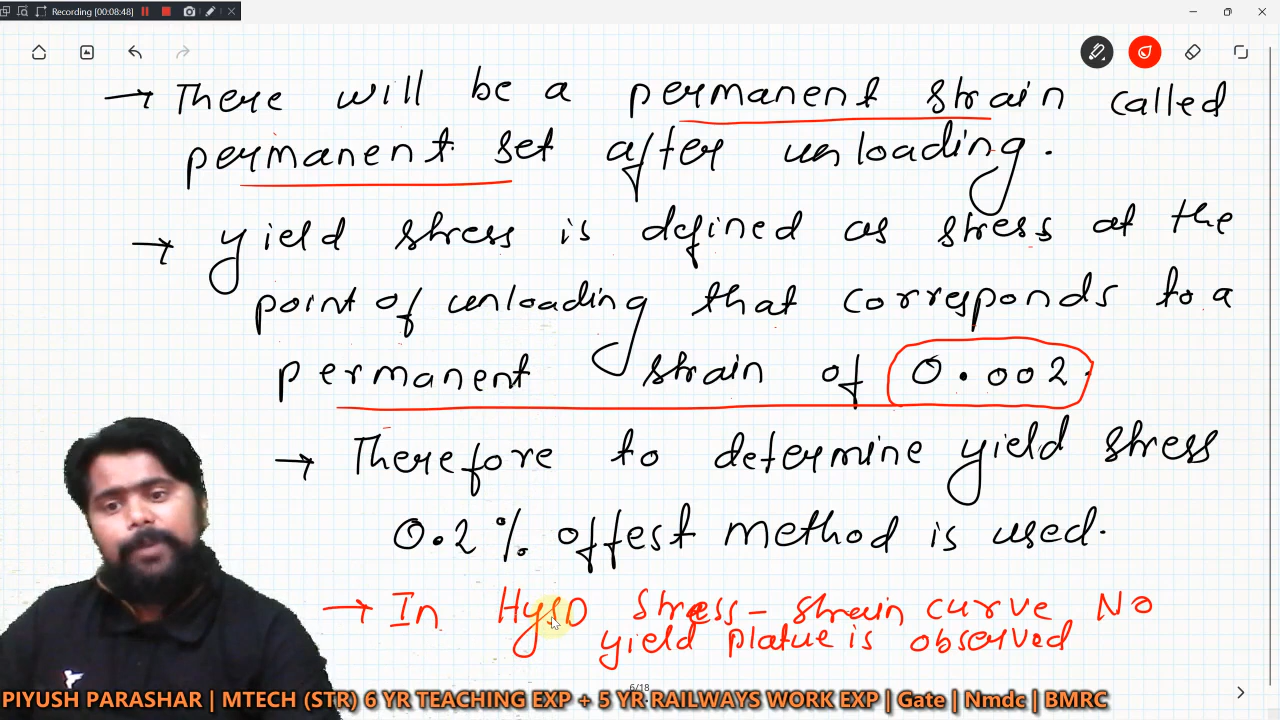 Recording [00:08:48]
→ There will be a permanent strain called
permanent set after unloading.
→ yield stress is defined as stress at the
point of unloading that corresponds to a
permanent strain of 0.002.
→ Therefore to determine yield stress
0.2% offest method is used.
→ In HySD Stress-strain curve No
yield platue is observed
6/18
PIYUSH PARASHAR | MTECH (STR) 6 YR TEACHING EXP + 5 YR RAILWAYS WORK EXP | Gate | Nmdc | BMRC